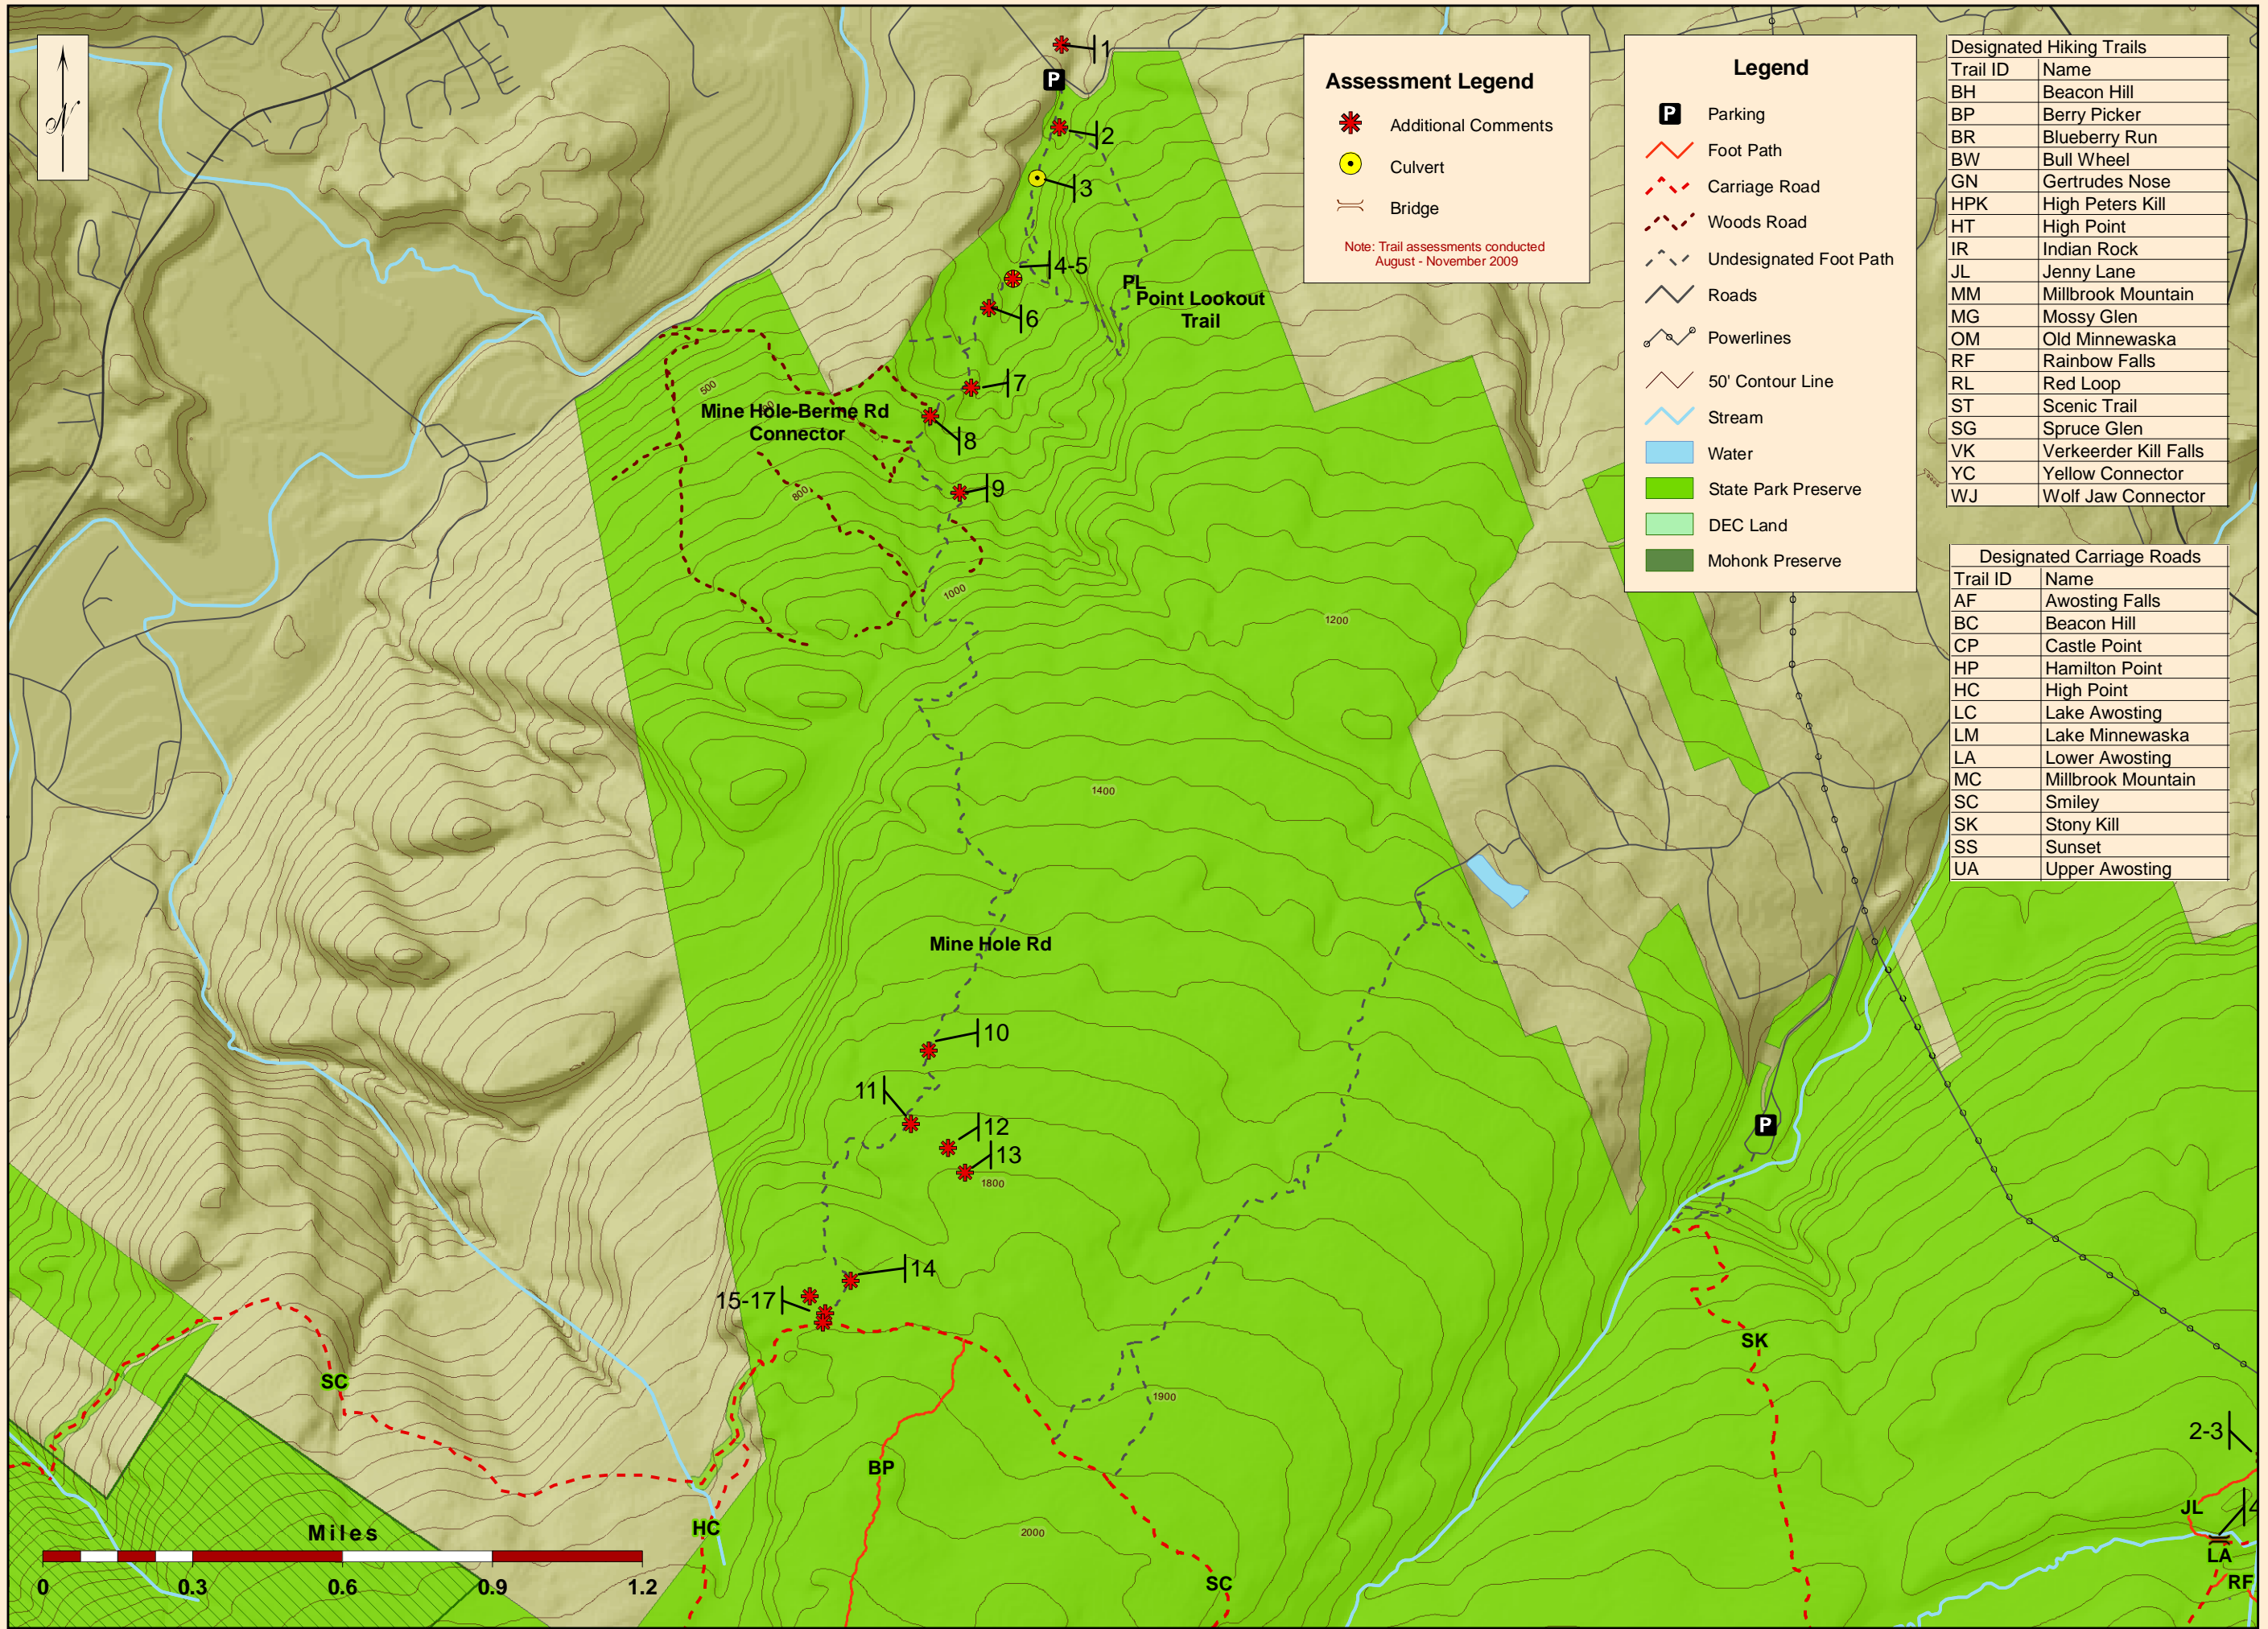 N
1
P
2
3
4-5
6
7
8
9
PL
Point Lookout
Trail
500
Mine Hole-Berme Rd
Connector
800
1000
1200
1400
Mine Hole Rd
10
11
12
13
1800
14
15-17
P
SK
SC
1900
BP
2000
HC
SC
2-3
JL
4
LA
RF
Miles
0 0.3 0.6 0.9 1.2
Assessment Legend
Additional Comments
Culvert
Bridge
Note: Trail assessments conducted
August - November 2009
Legend
P Parking
Foot Path
Carriage Road
Woods Road
Undesignated Foot Path
Roads
Powerlines
50' Contour Line
Stream
Water
State Park Preserve
DEC Land
Mohonk Preserve
Designated Hiking Trails
Trail ID Name
BH Beacon Hill
BP Berry Picker
BR Blueberry Run
BW Bull Wheel
GN Gertrudes Nose
HPK High Peters Kill
HT High Point
IR Indian Rock
JL Jenny Lane
MM Millbrook Mountain
MG Mossy Glen
OM Old Minnewaska
RF Rainbow Falls
RL Red Loop
ST Scenic Trail
SG Spruce Glen
VK Verkeerder Kill Falls
YC Yellow Connector
WJ Wolf Jaw Connector
Designated Carriage Roads
Trail ID Name
AF Awosting Falls
BC Beacon Hill
CP Castle Point
HP Hamilton Point
HC High Point
LC Lake Awosting
LM Lake Minnewaska
LA Lower Awosting
MC Millbrook Mountain
SC Smiley
SK Stony Kill
SS Sunset
UA Upper Awosting